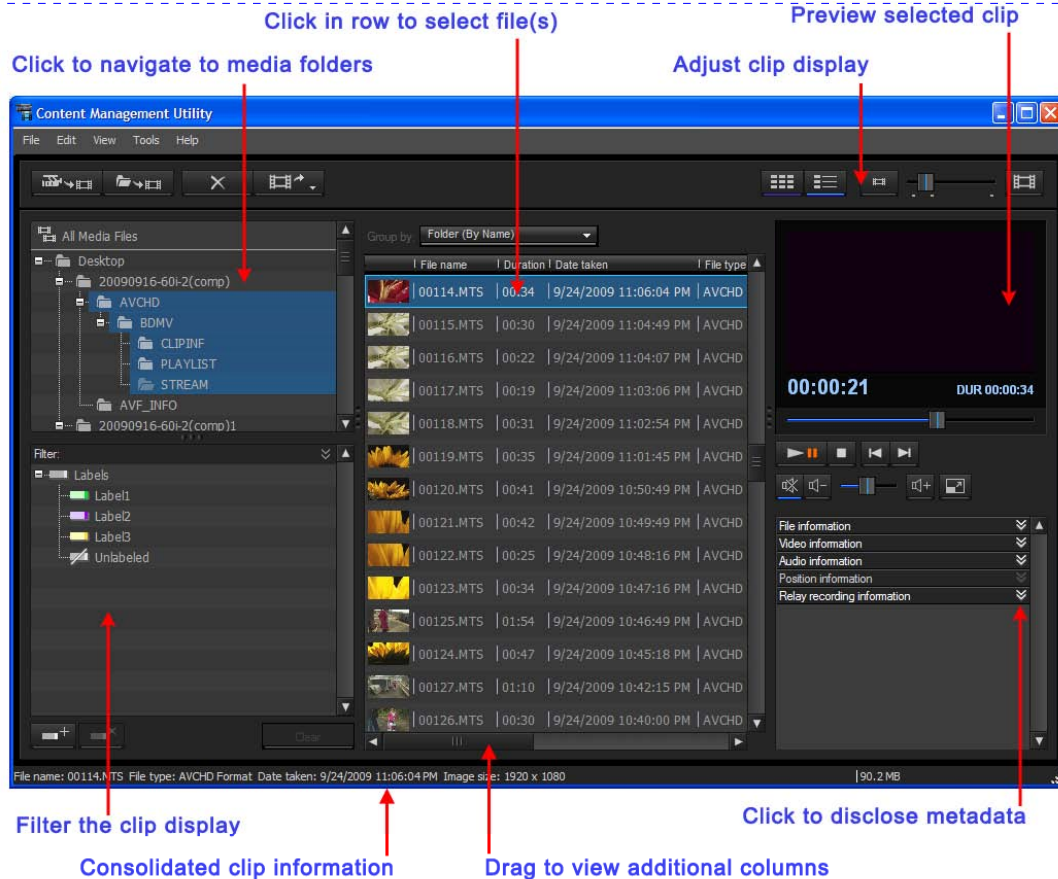 Click in row to select file(s)
Preview selected clip
Click to navigate to media folders
Adjust clip display
Content Management Utility
File Edit View Tools Help
All Media Files
Desktop
20090916-60i-2(comp)
AVCHD
BDMV
CLIPINF
PLAYLIST
STREAM
AVF_INFO
20090916-60i-2(comp)1
Filter:
Labels
Label1
Label2
Label3
Unlabeled
Clear
Group by Folder (By Name)
File name Duration Date taken File type
00114.MTS 00:34 9/24/2009 11:06:04 PM AVCHD
00115.MTS 00:30 9/24/2009 11:04:49 PM AVCHD
00116.MTS 00:22 9/24/2009 11:04:07 PM AVCHD
00117.MTS 00:19 9/24/2009 11:03:06 PM AVCHD
00118.MTS 00:31 9/24/2009 11:02:54 PM AVCHD
00119.MTS 00:35 9/24/2009 11:01:45 PM AVCHD
00120.MTS 00:41 9/24/2009 10:50:49 PM AVCHD
00121.MTS 00:42 9/24/2009 10:49:49 PM AVCHD
00122.MTS 00:25 9/24/2009 10:48:16 PM AVCHD
00123.MTS 00:34 9/24/2009 10:47:16 PM AVCHD
00125.MTS 01:54 9/24/2009 10:46:49 PM AVCHD
00124.MTS 00:47 9/24/2009 10:45:18 PM AVCHD
00127.MTS 01:10 9/24/2009 10:42:15 PM AVCHD
00126.MTS 00:30 9/24/2009 10:40:00 PM AVCHD
00:00:21 DUR 00:00:34
File information
Video information
Audio information
Position information
Relay recording information
File name: 00114.MTS File type: AVCHD Format Date taken: 9/24/2009 11:06:04 PM Image size: 1920 x 1080 90.2 MB
Filter the clip display
Click to disclose metadata
Consolidated clip information
Drag to view additional columns